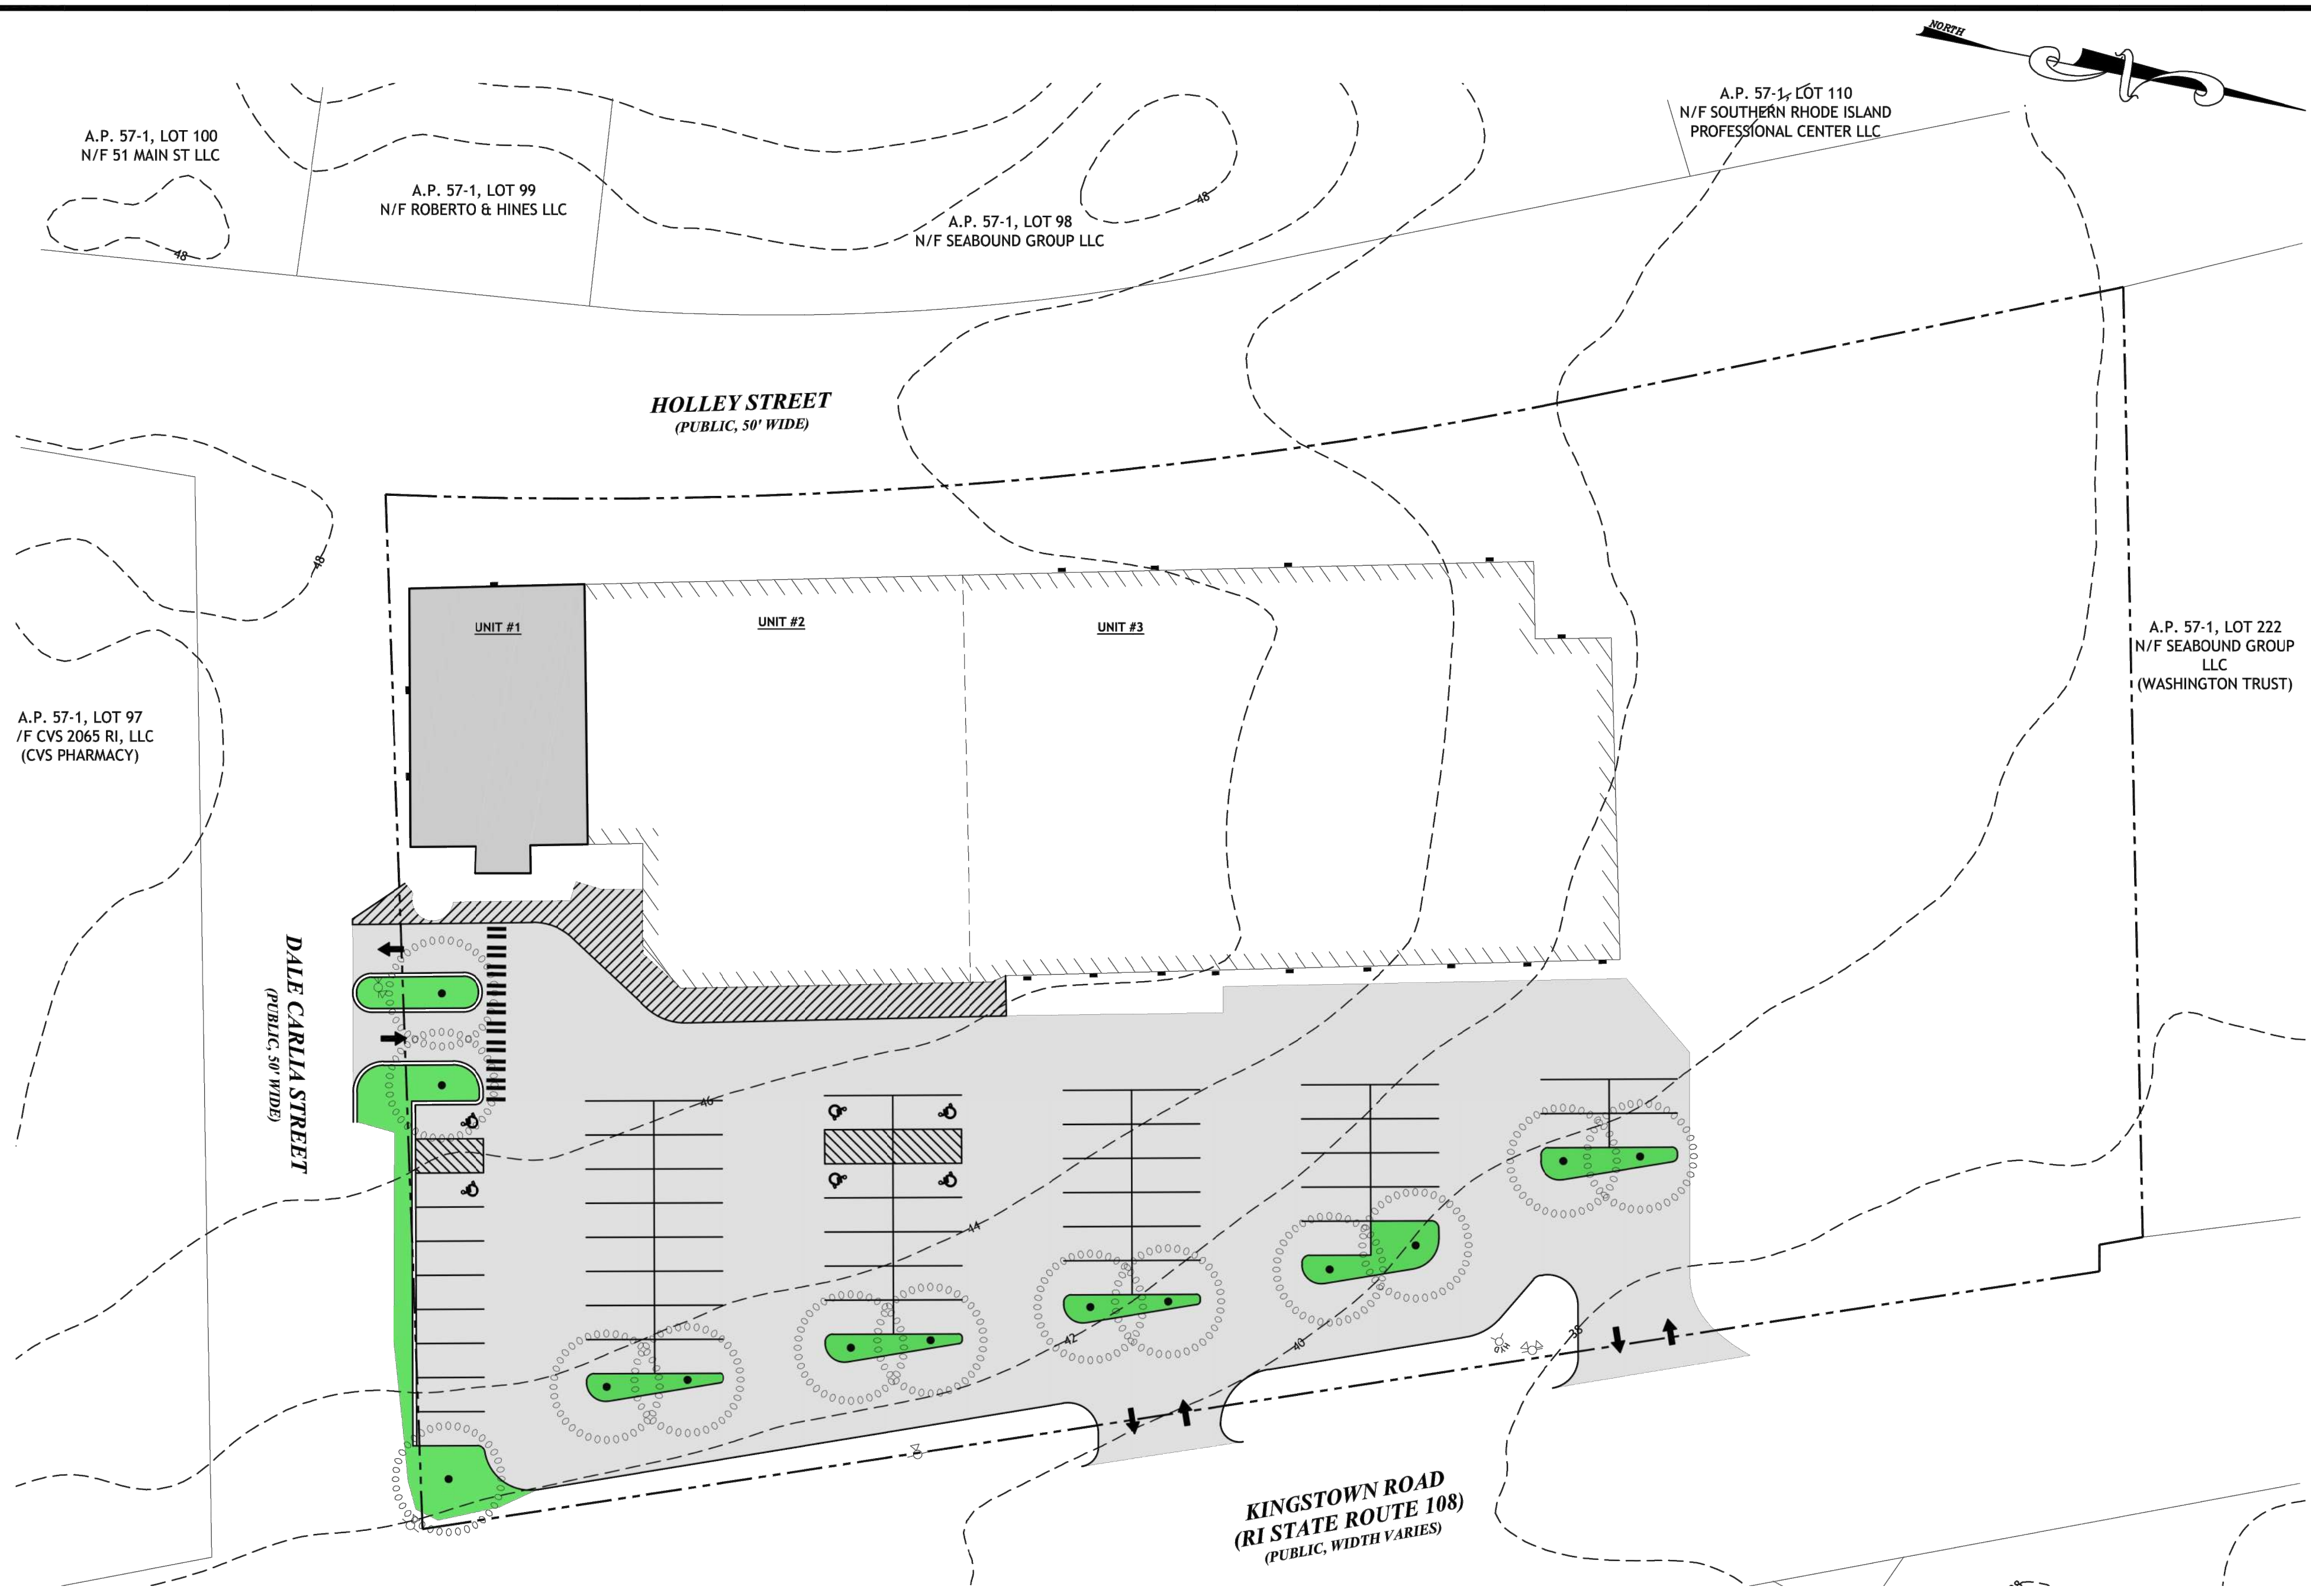 NORTH
A.P. 57-1, LOT 100
N/F 51 MAIN ST LLC
A.P. 57-1, LOT 99
N/F ROBERTO & HINES LLC
A.P. 57-1, LOT 98
N/F SEABOUND GROUP LLC
A.P. 57-1, LOT 110
N/F SOUTHERN RHODE ISLAND
PROFESSIONAL CENTER LLC
48
48
HOLLEY STREET
(PUBLIC, 50' WIDE)
48
UNIT #1
UNIT #2
UNIT #3
A.P. 57-1, LOT 222
N/F SEABOUND GROUP
LLC
(WASHINGTON TRUST)
A.P. 57-1, LOT 97
/F CVS 2065 RI, LLC
(CVS PHARMACY)
DALE CARLIA STREET
(PUBLIC, 50' WIDE)
46
44
42
40
38
KINGSTOWN ROAD
(RI STATE ROUTE 108)
(PUBLIC, WIDTH VARIES)